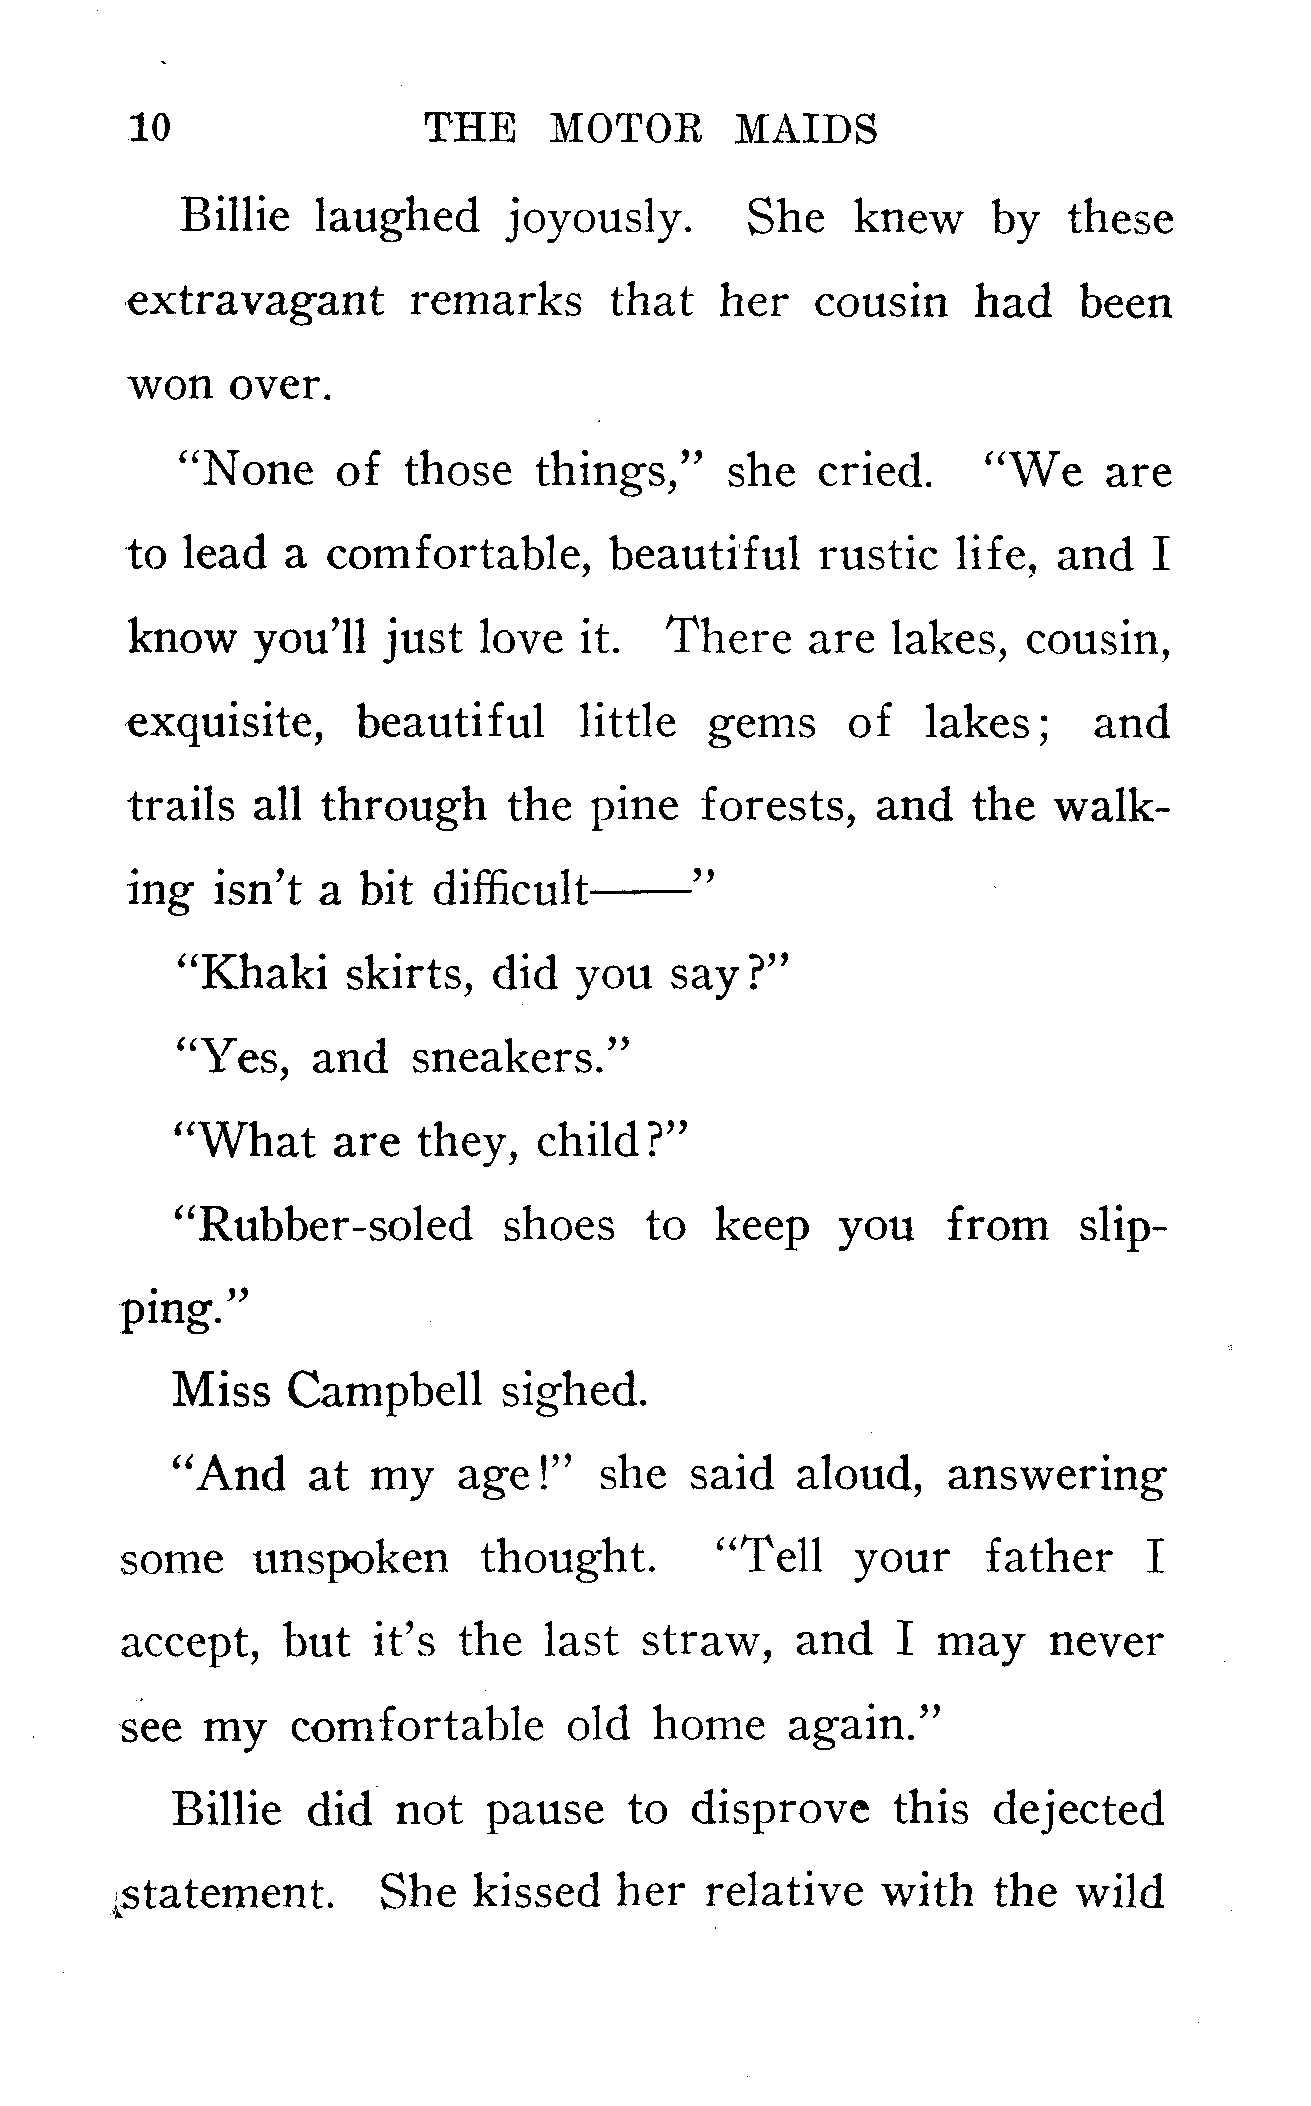 10 THE MOTOR MAIDS
Billie laughed joyously. She knew by these
extravagant remarks that her cousin had been
won over.
“None of those things,” she cried. “We are
to lead a comfortable, beautiful rustic life, and I
know you’ll just love it. There are lakes, cousin,
exquisite, beautiful little gems of lakes; and
trails all through the pine forests, and the walk-
ing isn’t a bit difficult——”
“Khaki skirts, did you say?”
“Yes, and sneakers.”
“What are they, child?”
“Rubber-soled shoes to keep you from slip-
ping.”
Miss Campbell sighed.
“And at my age!” she said aloud, answering
some unspoken thought. “Tell your father I
accept, but it’s the last straw, and I may never
see my comfortable old home again.”
Billie did not pause to disprove this dejected
statement. She kissed her relative with the wild